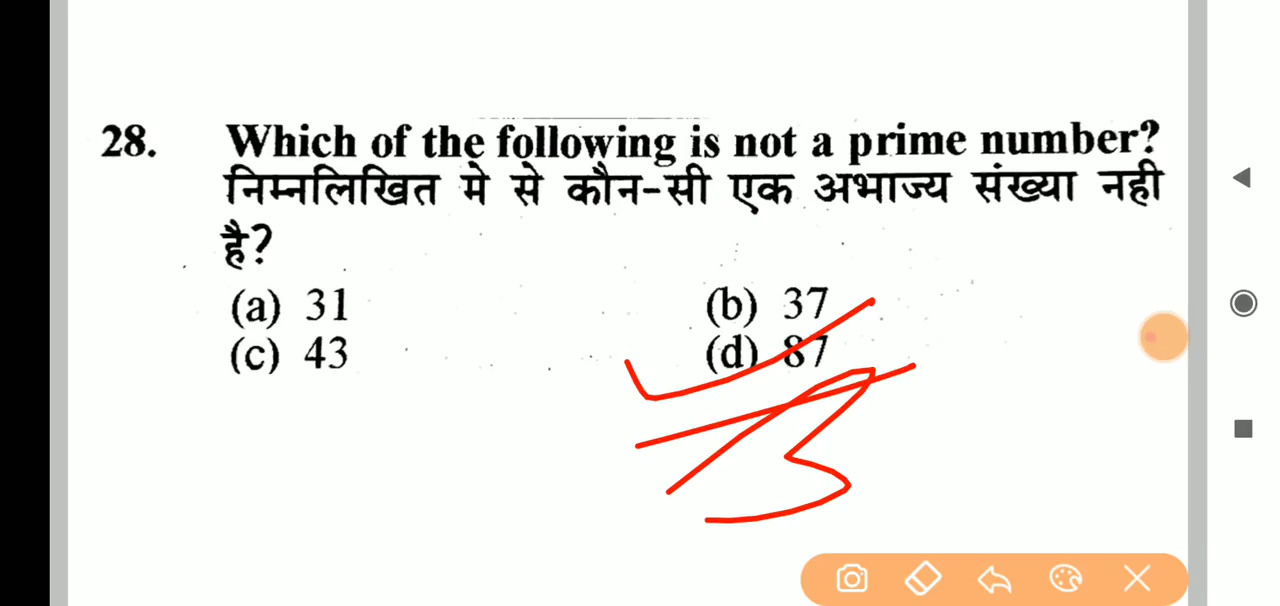 28. Which of the following is not a prime number?
निम्नलिखित मे से कौन-सी एक अभाज्य संख्या नही
है?
(a) 31 (b) 37
(c) 43 (d) 87